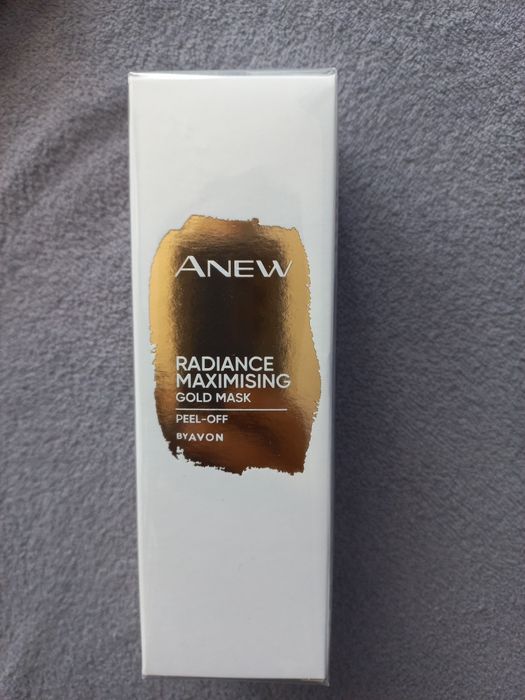 ANEW
RADIANCE
MAXIMISING
GOLD MASK
PEEL-OFF
BY AVON